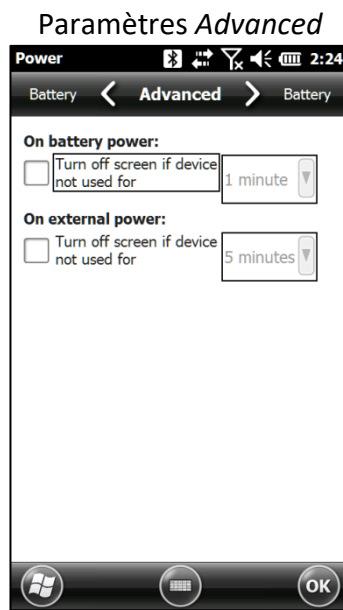 Paramètres Advanced
Power 2:24
Battery Advanced Battery
On battery power:
Turn off screen if device
not used for
1 minute
On external power:
Turn off screen if device
not used for
5 minutes
OK